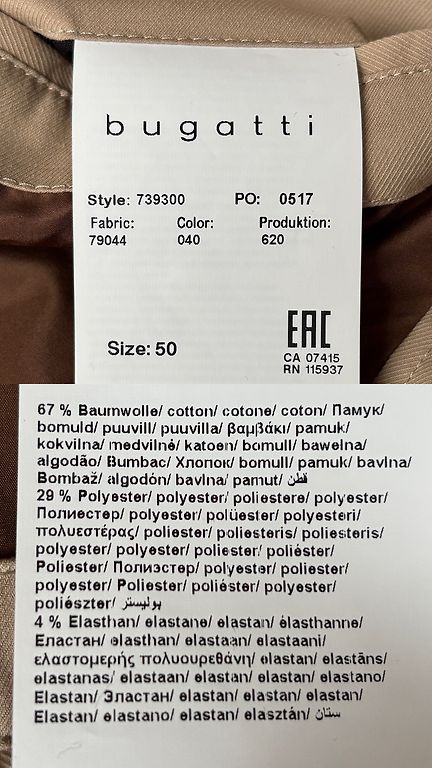 bugatti
Style: 739300 PO: 0517
Fabric: Color: Produktion:
79044 040 620
Size: 50
EAC
CA 07415
RN 115937
67 % Baumwolle/ cotton/ cotone/ coton/ Памук/
bomuld/ puuvill/ puuvilla/ βαμβάκι/ pamuk/
kokvilna/ medvilnė/ katoen/ bomull/ bawełna/
algodão/ Bumbac/ Хлопок/ bomull/ pamuk/ bavlna/
Bombaž/ algodón/ bavlna/ pamut/ قطن
29 % Polyester/ polyester/ poliestere/ polyester/
Полиестер/ polyester/ polüester/ polyesteri/
πολυεστέρας/ poliester/ poliesteris/ poliesteris/
polyester/ polyester/ poliester/ poliéster/
Poliester/ Полиэстер/ polyester/ poliester/
polyester/ Poliester/ poliéster/ polyester/
poliészter/ بوليستر
4 % Elasthan/ elastane/ elastan/ élasthanne/
Еластан/ elasthan/ elastaan/ elastaani/
ελαστομερής πολυουρεθάνη/ elastan/ elastāns/
elastanas/ elastaan/ elastan/ elastan/ elastano/
Elastan/ Эластан/ elastan/ elastan/ elastan/
Elastan/ elastano/ elastan/ elasztán/ ستان